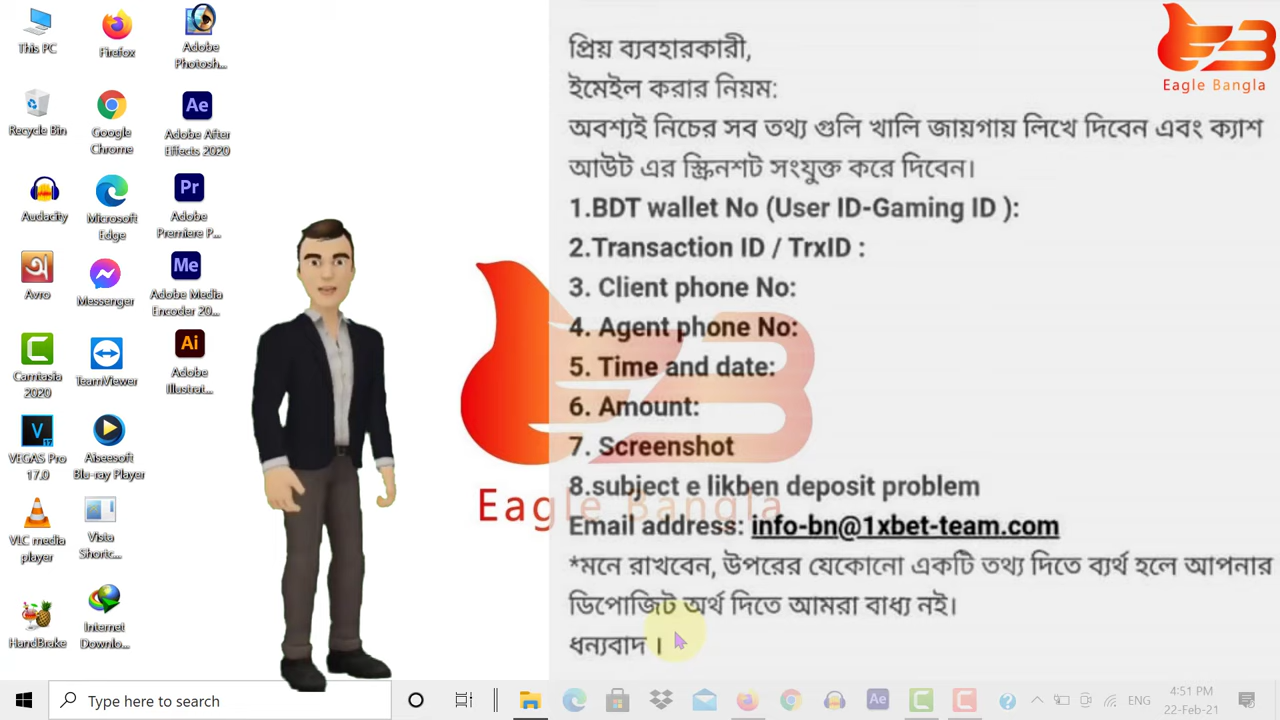 This PC
Firefox
Adobe
Photosh...
Recycle Bin
Google
Chrome
Adobe After
Effects 2020
Audacity
Microsoft
Edge
Adobe
Premiere P...
Avro
Messenger
Adobe Media
Encoder 20...
Camtasia
2020
TeamViewer
Adobe
Illustrat...
VEGAS Pro
17.0
Aiseesoft
Blu-ray Player
VLC media
player
Vista
Shortc...
HandBrake
Internet
Downlo...
Eagle Bangla
Eagle Bangla
প্রিয় ব্যবহারকারী,
ইমেইল করার নিয়ম:
অবশ্যই নিচের সব তথ্য গুলি খালি জায়গায় লিখে দিবেন এবং ক্যাশ
আউট এর স্ক্রিনশট সংযুক্ত করে দিবেন।
1.BDT wallet No (User ID-Gaming ID ):
2.Transaction ID / TrxID :
3. Client phone No:
4. Agent phone No:
5. Time and date:
6. Amount:
7. Screenshot
8.subject e likben deposit problem
Email address: info-bn@1xbet-team.com
*মনে রাখবেন, উপরের যেকোনো একটি তথ্য দিতে ব্যর্থ হলে আপনার
ডিপোজিট অর্থ দিতে আমরা বাধ্য নই।
ধন্যবাদ ।
Type here to search
ENG
4:51 PM
22-Feb-21